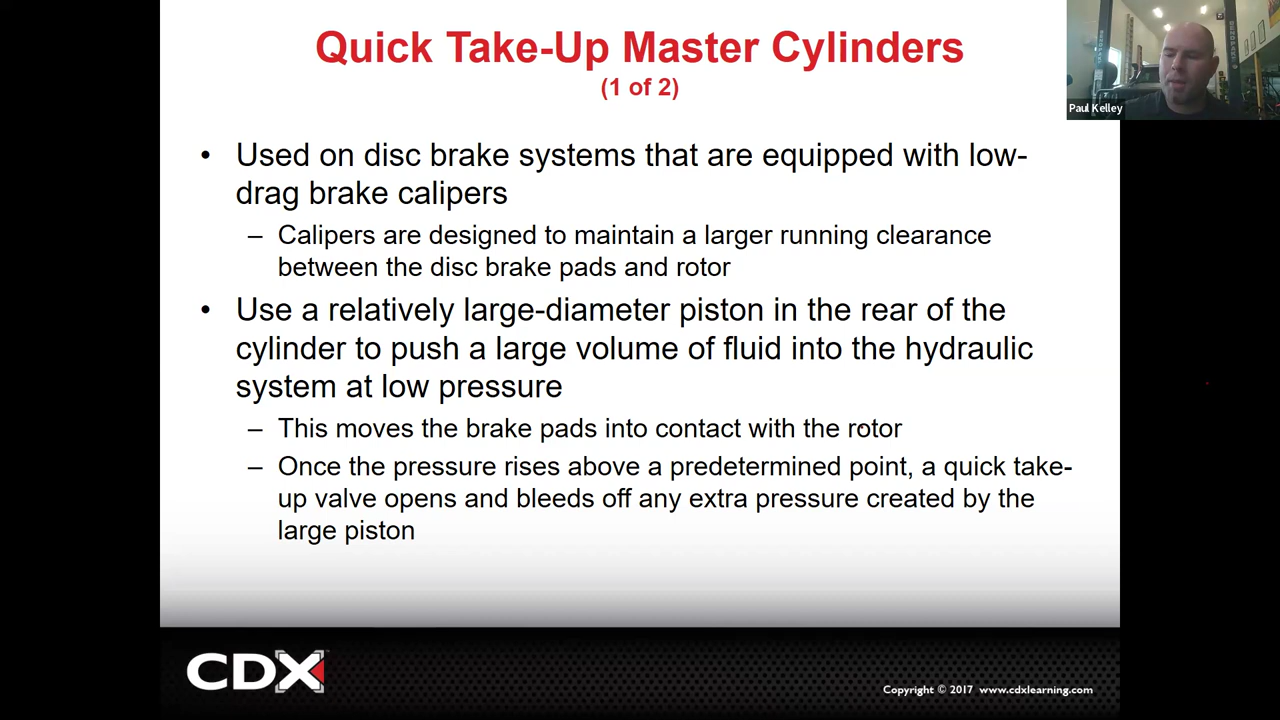 Quick Take-Up Master Cylinders
(1 of 2)
Paul Kelley
• Used on disc brake systems that are equipped with low-
drag brake calipers
– Calipers are designed to maintain a larger running clearance
between the disc brake pads and rotor
• Use a relatively large-diameter piston in the rear of the
cylinder to push a large volume of fluid into the hydraulic
system at low pressure
– This moves the brake pads into contact with the rotor
– Once the pressure rises above a predetermined point, a quick take-
up valve opens and bleeds off any extra pressure created by the
large piston
CDX
Copyright © 2017 www.cdxlearning.com